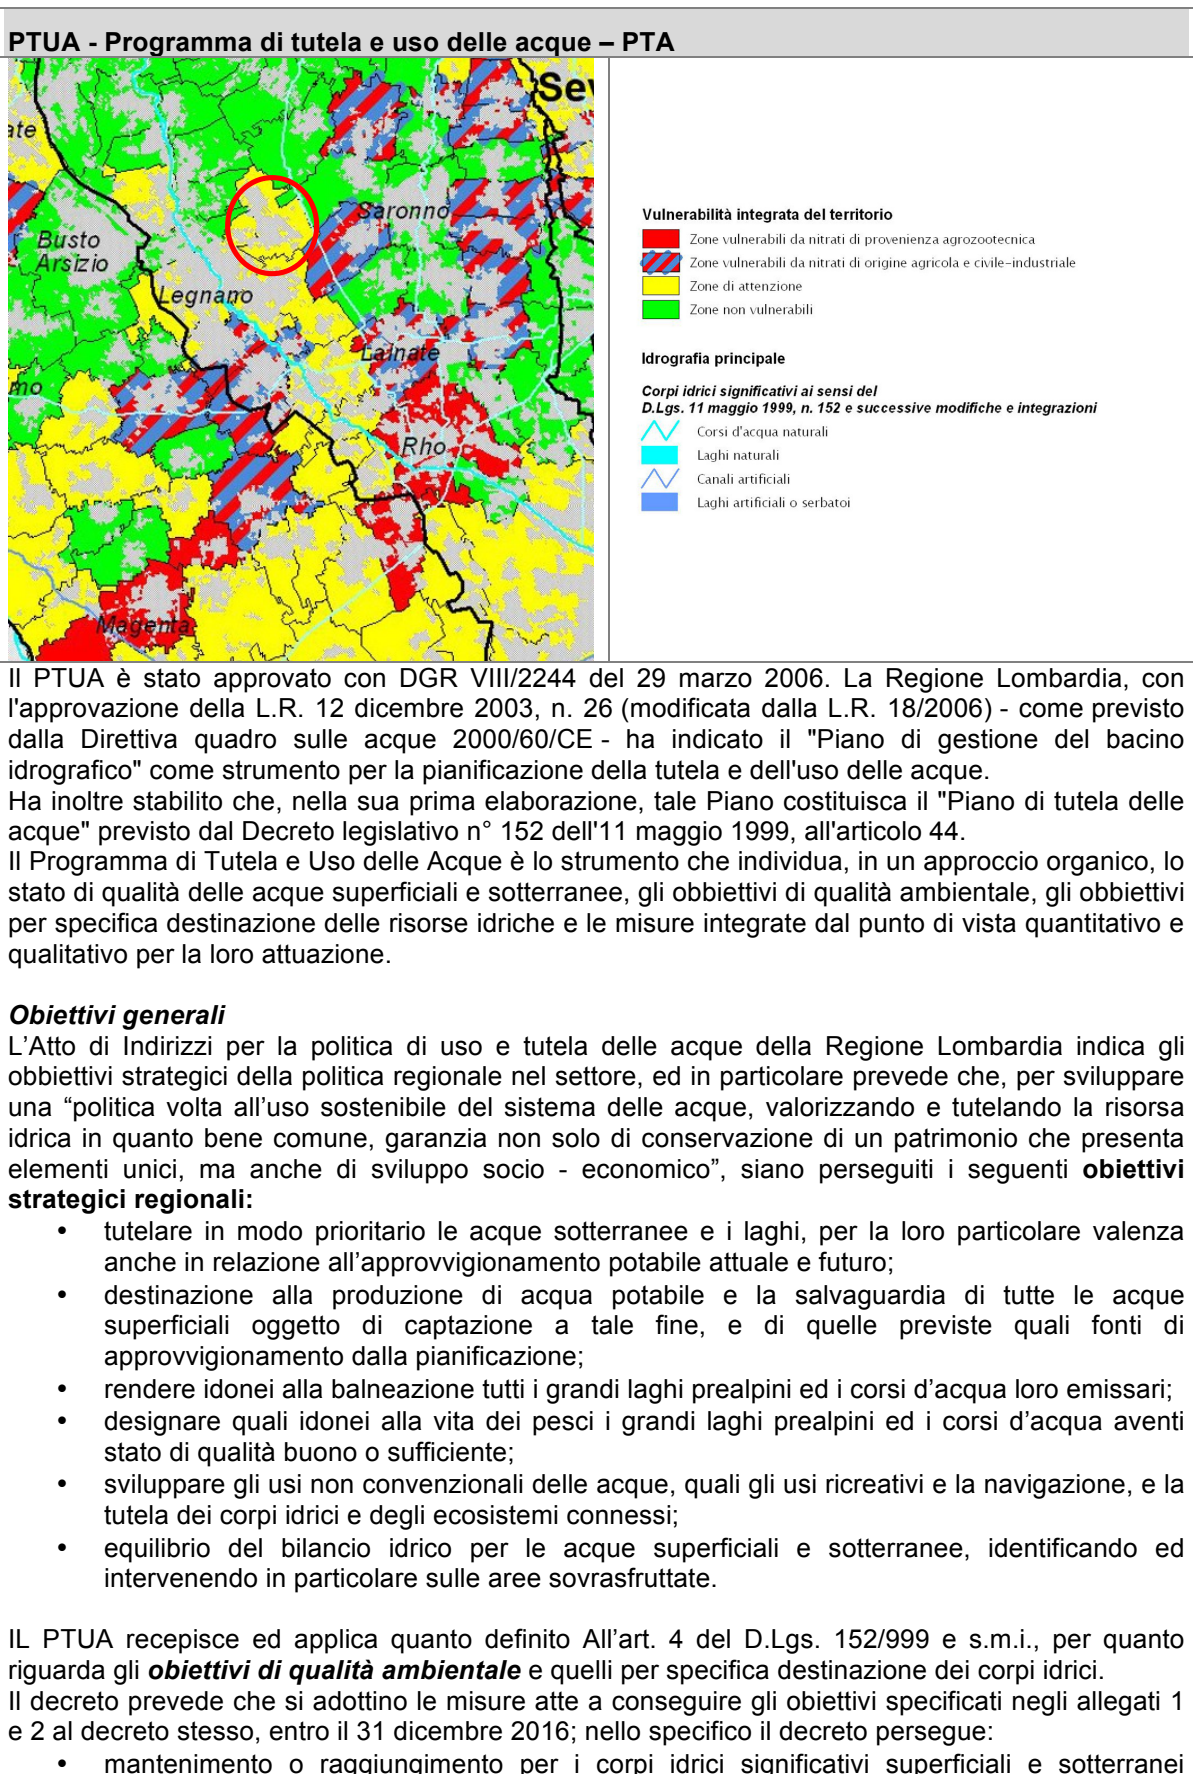 PTUA - Programma di tutela e uso delle acque – PTA
Se
ate
Busto
Arsizio
Saronno
Legnano
Lainate
mo
Rho
Magenta
Vulnerabilità integrata del territorio
Zone vulnerabili da nitrati di provenienza agrozootecnica
Zone vulnerabili da nitrati di origine agricola e civile-industriale
Zone di attenzione
Zone non vulnerabili
Idrografia principale
Corpi idrici significativi ai sensi del
D.Lgs. 11 maggio 1999, n. 152 e successive modifiche e integrazioni
Corsi d'acqua naturali
Laghi naturali
Canali artificiali
Laghi artificiali o serbatoi
Il PTUA è stato approvato con DGR VIII/2244 del 29 marzo 2006. La Regione Lombardia, con
l'approvazione della L.R. 12 dicembre 2003, n. 26 (modificata dalla L.R. 18/2006) - come previsto
dalla Direttiva quadro sulle acque 2000/60/CE - ha indicato il "Piano di gestione del bacino
idrografico" come strumento per la pianificazione della tutela e dell'uso delle acque.
Ha inoltre stabilito che, nella sua prima elaborazione, tale Piano costituisca il "Piano di tutela delle
acque" previsto dal Decreto legislativo n° 152 dell'11 maggio 1999, all'articolo 44.
Il Programma di Tutela e Uso delle Acque è lo strumento che individua, in un approccio organico, lo
stato di qualità delle acque superficiali e sotterranee, gli obbiettivi di qualità ambientale, gli obbiettivi
per specifica destinazione delle risorse idriche e le misure integrate dal punto di vista quantitativo e
qualitativo per la loro attuazione.
Obiettivi generali
L'Atto di Indirizzi per la politica di uso e tutela delle acque della Regione Lombardia indica gli
obbiettivi strategici della politica regionale nel settore, ed in particolare prevede che, per sviluppare
una “politica volta all’uso sostenibile del sistema delle acque, valorizzando e tutelando la risorsa
idrica in quanto bene comune, garanzia non solo di conservazione di un patrimonio che presenta
elementi unici, ma anche di sviluppo socio - economico”, siano perseguiti i seguenti obiettivi
strategici regionali:
• tutelare in modo prioritario le acque sotterranee e i laghi, per la loro particolare valenza
anche in relazione all’approvvigionamento potabile attuale e futuro;
• destinazione alla produzione di acqua potabile e la salvaguardia di tutte le acque
superficiali oggetto di captazione a tale fine, e di quelle previste quali fonti di
approvvigionamento dalla pianificazione;
• rendere idonei alla balneazione tutti i grandi laghi prealpini ed i corsi d’acqua loro emissari;
• designare quali idonei alla vita dei pesci i grandi laghi prealpini ed i corsi d’acqua aventi
stato di qualità buono o sufficiente;
• sviluppare gli usi non convenzionali delle acque, quali gli usi ricreativi e la navigazione, e la
tutela dei corpi idrici e degli ecosistemi connessi;
• equilibrio del bilancio idrico per le acque superficiali e sotterranee, identificando ed
intervenendo in particolare sulle aree sovrasfruttate.
IL PTUA recepisce ed applica quanto definito All’art. 4 del D.Lgs. 152/999 e s.m.i., per quanto
riguarda gli obiettivi di qualità ambientale e quelli per specifica destinazione dei corpi idrici.
Il decreto prevede che si adottino le misure atte a conseguire gli obiettivi specificati negli allegati 1
e 2 al decreto stesso, entro il 31 dicembre 2016; nello specifico il decreto persegue:
• mantenimento o raggiungimento per i corpi idrici significativi superficiali e sotterranei